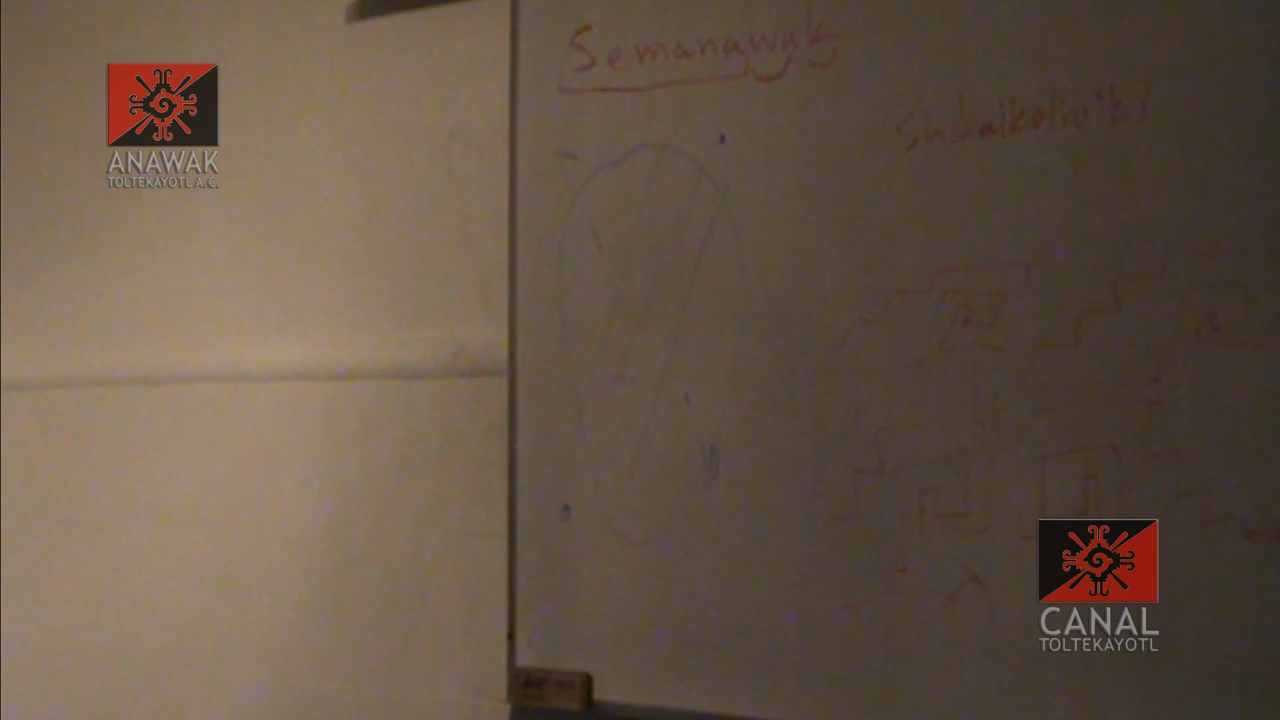 Semanawak
ANAWAK
TOLTEKAYOTL A.C.
CANAL
TOLTEKAYOTL